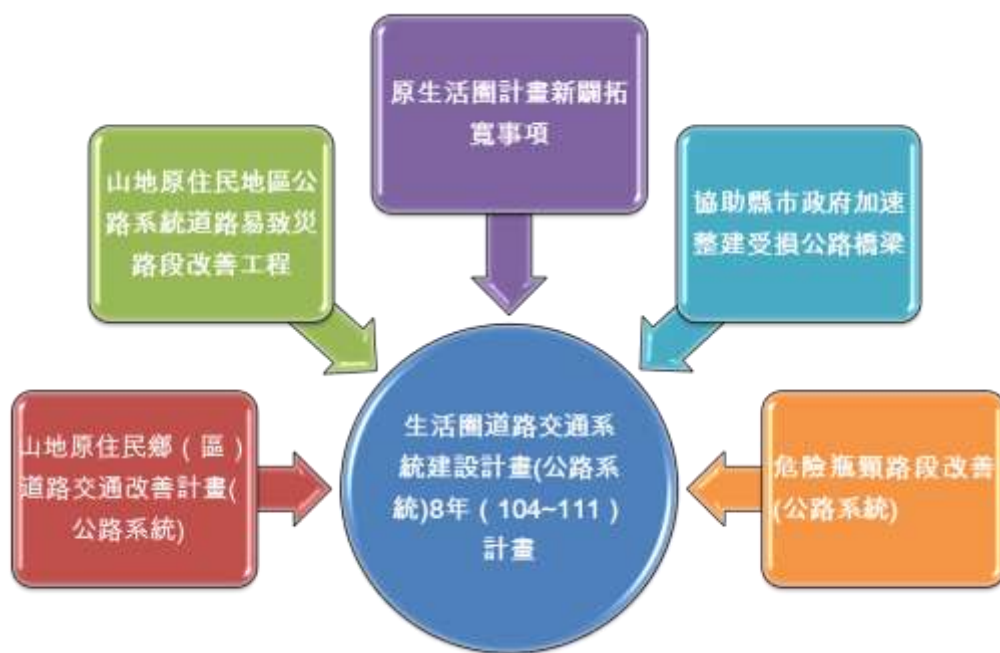 原生活圈計畫新闢拓
寬事項
山地原住民地區公
路系統道路易致災
路段改善工程
協助縣市政府加速
整建受損公路橋梁
山地原住民鄉（區）
道路交通改善計畫(
公路系統)
生活圈道路交通系
統建設計畫(公路系
統)8年（104~111）
計畫
危險瓶頸路段改善
(公路系統)